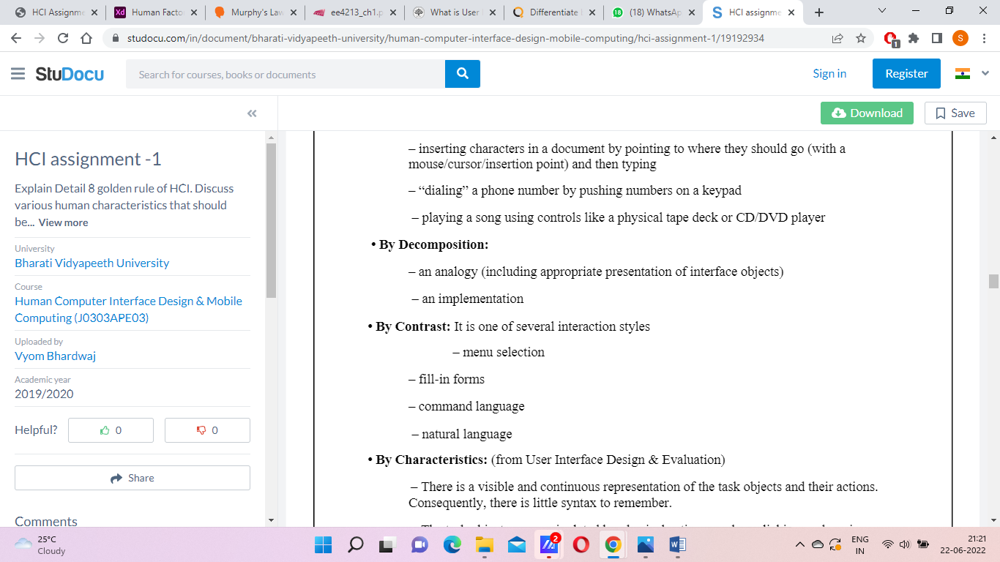 HCI Assignme
Human Facto
Murphy's Law
ee4213_ch1.p
What is User
Differentiate
(18) WhatsAp
HCI assignme
studocu.com/in/document/bharati-vidyapeeth-university/human-computer-interface-design-mobile-computing/hci-assignment-1/19192934
1
S
StuDocu
Search for courses, books or documents
Sign in
Register
Download
Save
HCI assignment -1
Explain Detail 8 golden rule of HCI. Discuss
various human characteristics that should
be... View more
University
Bharati Vidyapeeth University
Course
Human Computer Interface Design & Mobile
Computing (J0303APE03)
Uploaded by
Vyom Bhardwaj
Academic year
2019/2020
Helpful?
0
0
Share
Comments
– inserting characters in a document by pointing to where they should go (with a
mouse/cursor/insertion point) and then typing
– “dialing” a phone number by pushing numbers on a keypad
– playing a song using controls like a physical tape deck or CD/DVD player
• By Decomposition:
– an analogy (including appropriate presentation of interface objects)
– an implementation
• By Contrast: It is one of several interaction styles
– menu selection
– fill-in forms
– command language
– natural language
• By Characteristics: (from User Interface Design & Evaluation)
– There is a visible and continuous representation of the task objects and their actions.
Consequently, there is little syntax to remember.
25°C
Cloudy
2
ENG
IN
21:21
22-06-2022